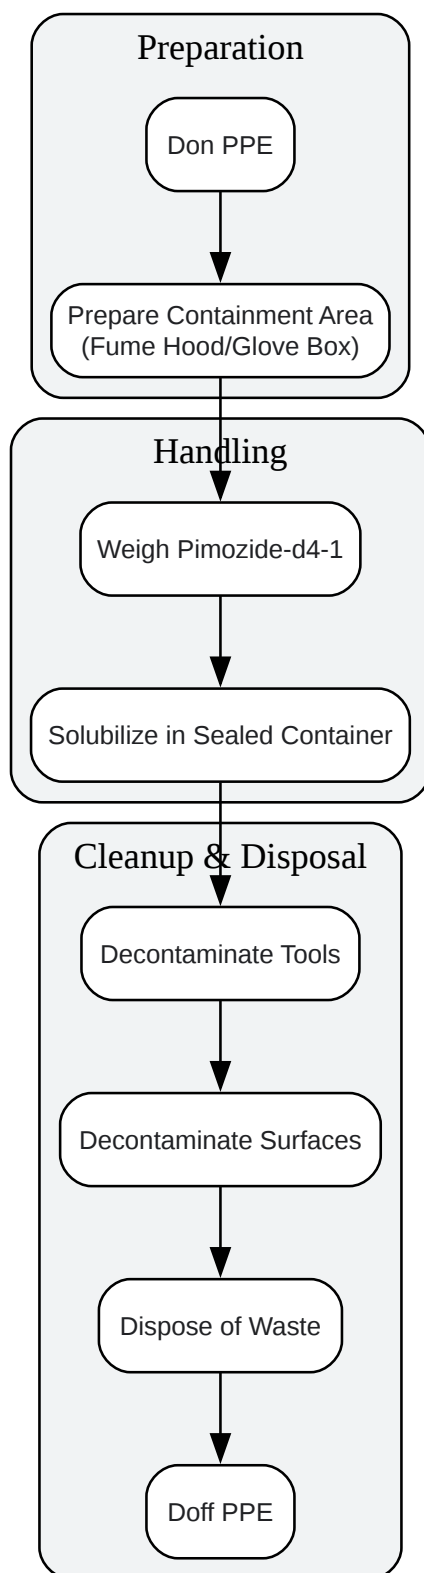 Preparation
Don PPE
Prepare Containment Area
(Fume Hood/Glove Box)
Handling
Weigh Pimozide-d4-1
Solubilize in Sealed Container
Cleanup & Disposal
Decontaminate Tools
Decontaminate Surfaces
Dispose of Waste
Doff PPE